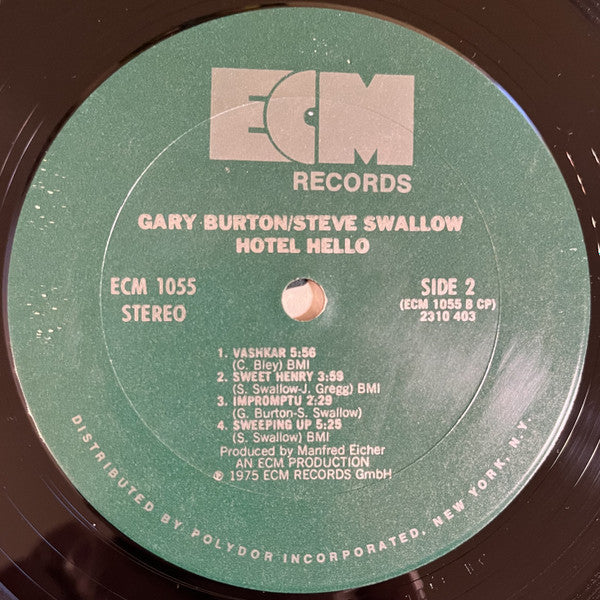 ECM
RECORDS
GARY BURTON/STEVE SWALLOW
HOTEL HELLO
ECM 1055
STEREO
SIDE 2
(ECM 1055 B CP)
2310 403
1. VASHKAR 5:56
(C. Bley) BMI
2. SWEET HENRY 3:59
(S. Swallow-J. Gregg) BMI
3. IMPROMPTU 2:29
(G. Burton-S. Swallow)
4. SWEEPING UP 5:25
(S. Swallow) BMI
Produced by Manfred Eicher
AN ECM PRODUCTION
℗ 1975 ECM RECORDS GmbH
DISTRIBUTED BY POLYDOR INCORPORATED, NEW YORK, N.Y.